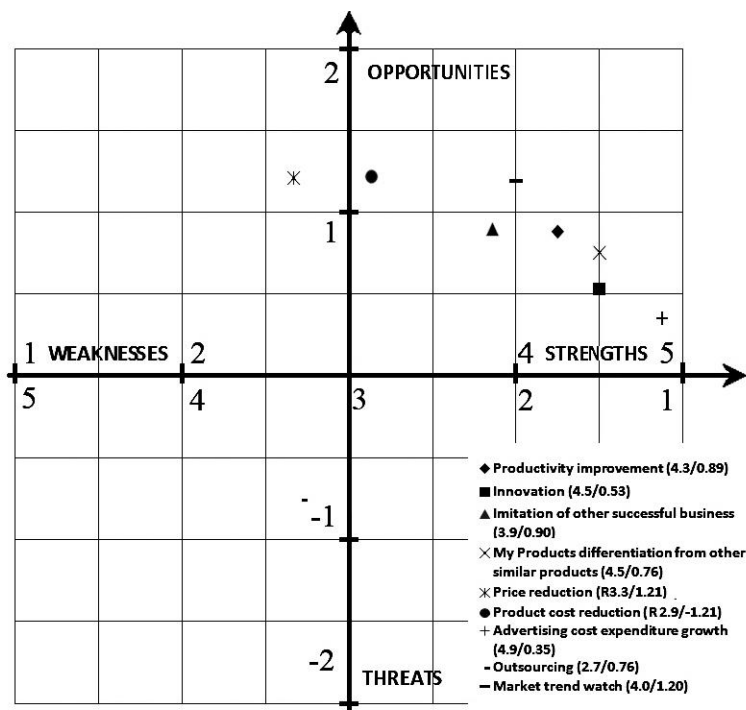 2 OPPORTUNITIES
1
1 WEAKNESSES 2 4 STRENGTHS 5
5 4 3 2 1
-1
-2
THREATS
Productivity improvement (4.3/0.89)
Innovation (4.5/0.53)
Imitation of other successful business
(3.9/0.90)
My Products differentiation from other
similar products (4.5/0.76)
Price reduction (R3.3/1.21)
Product cost reduction (R2.9/-1.21)
Advertising cost expenditure growth
(4.9/0.35)
Outsourcing (2.7/0.76)
Market trend watch (4.0/1.20)